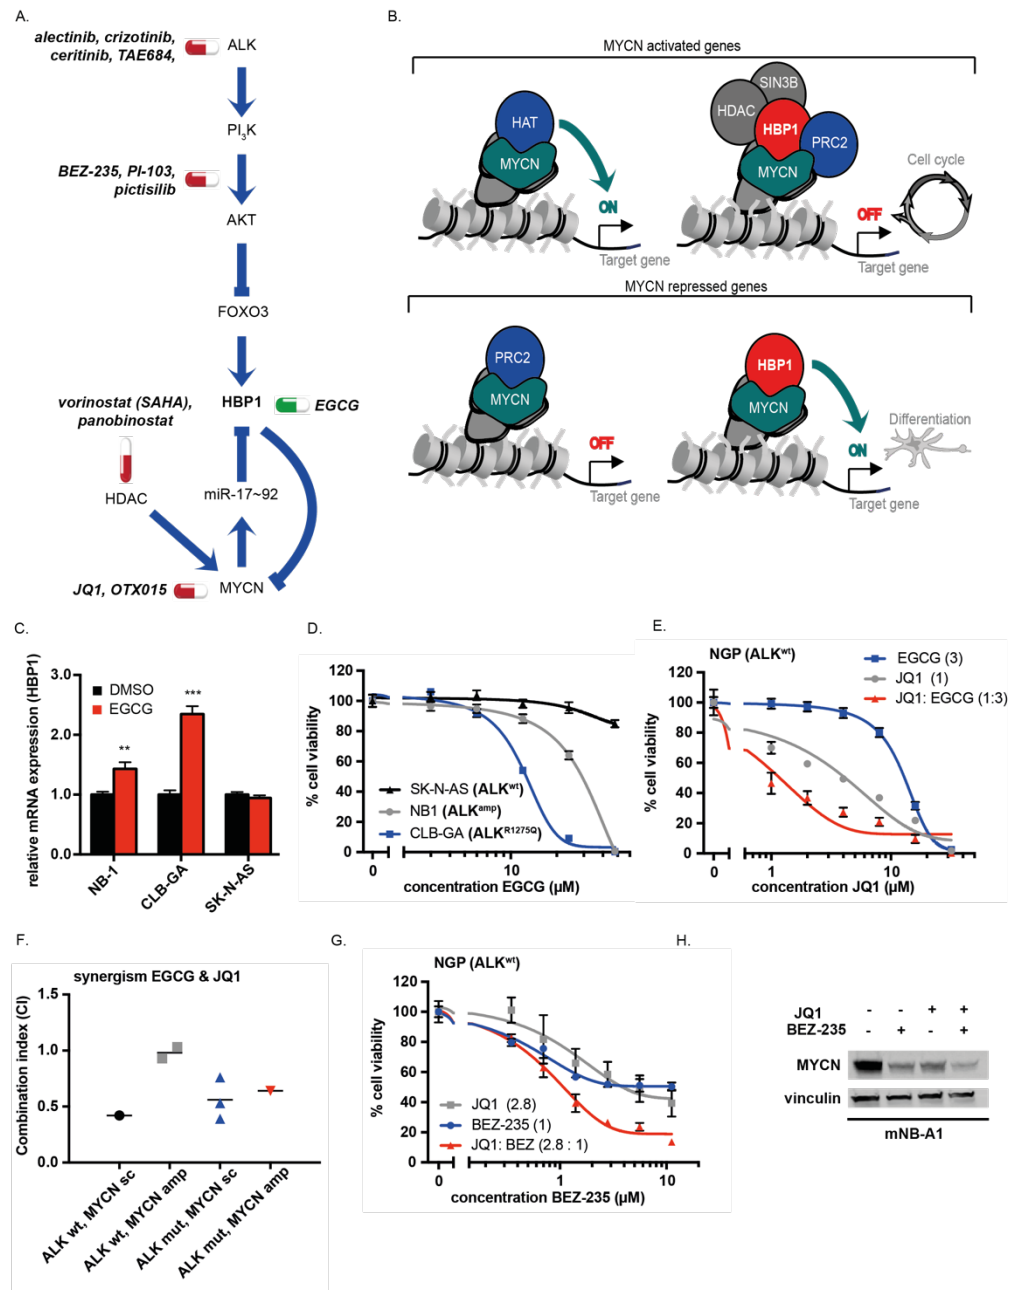 A.
alectinib, crizotinib,
ceritinib, TAE684,
ALK
PI3K
BEZ-235, PI-103,
pictisilib
AKT
FOXO3
vorinostat (SAHA),
panobinostat
HBP1
EGCG
HDAC
miR-17~92
JQ1, OTX015
MYCN
B.
MYCN activated genes
HAT
MYCN
ON
Target gene
SIN3B
HDAC
HBP1
PRC2
MYCN
Cell cycle
OFF
Target gene
MYCN repressed genes
PRC2
MYCN
OFF
Target gene
HBP1
MYCN
Differentiation
ON
Target gene
C.
relative mRNA expression (HBP1)
3.0
2.0
1.0
0.0
DMSO
EGCG
**
***
NB-1
CLB-GA
SK-N-AS
D.
% cell viability
120
100
80
60
40
20
0
SK-N-AS (ALKwt)
NB1 (ALKamp)
CLB-GA (ALKR1275Q)
0
10
concentration EGCG (µM)
E.
NGP (ALKwt)
EGCG (3)
JQ1 (1)
JQ1: EGCG (1:3)
% cell viability
120
100
80
60
40
20
0
0
1
10
concentration JQ1 (µM)
F.
synergism EGCG & JQ1
Combination index (CI)
1.5
1.0
0.5
0.0
ALK wt, MYCN sc
ALK wt, MYCN amp
ALK mut, MYCN sc
ALK mut, MYCN amp
G.
NGP (ALKwt)
% cell viability
120
100
80
60
40
20
0
JQ1 (2.8)
BEZ-235 (1)
JQ1: BEZ (2.8 : 1)
0
1
10
concentration BEZ-235 (µM)
H.
JQ1 - - + +
BEZ-235 - + - +
MYCN
vinculin
mNB-A1